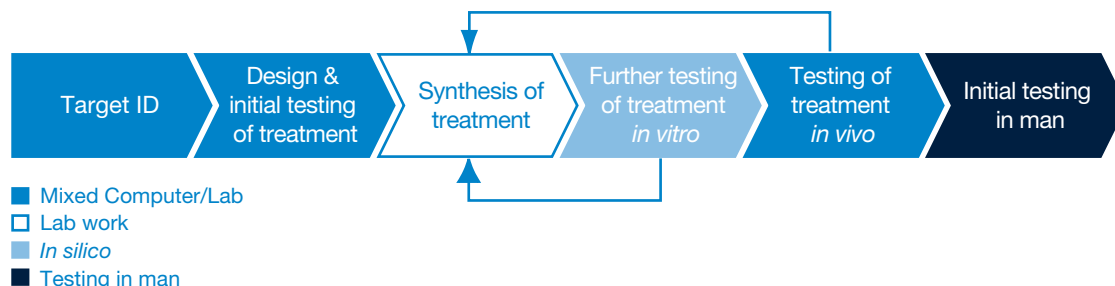 Target ID
Design &
initial testing
of treatment
Synthesis of
treatment
Further testing
of treatment
in vitro
Testing of
treatment
in vivo
Initial testing
in man
Mixed Computer/Lab
Lab work
In silico
Testing in man